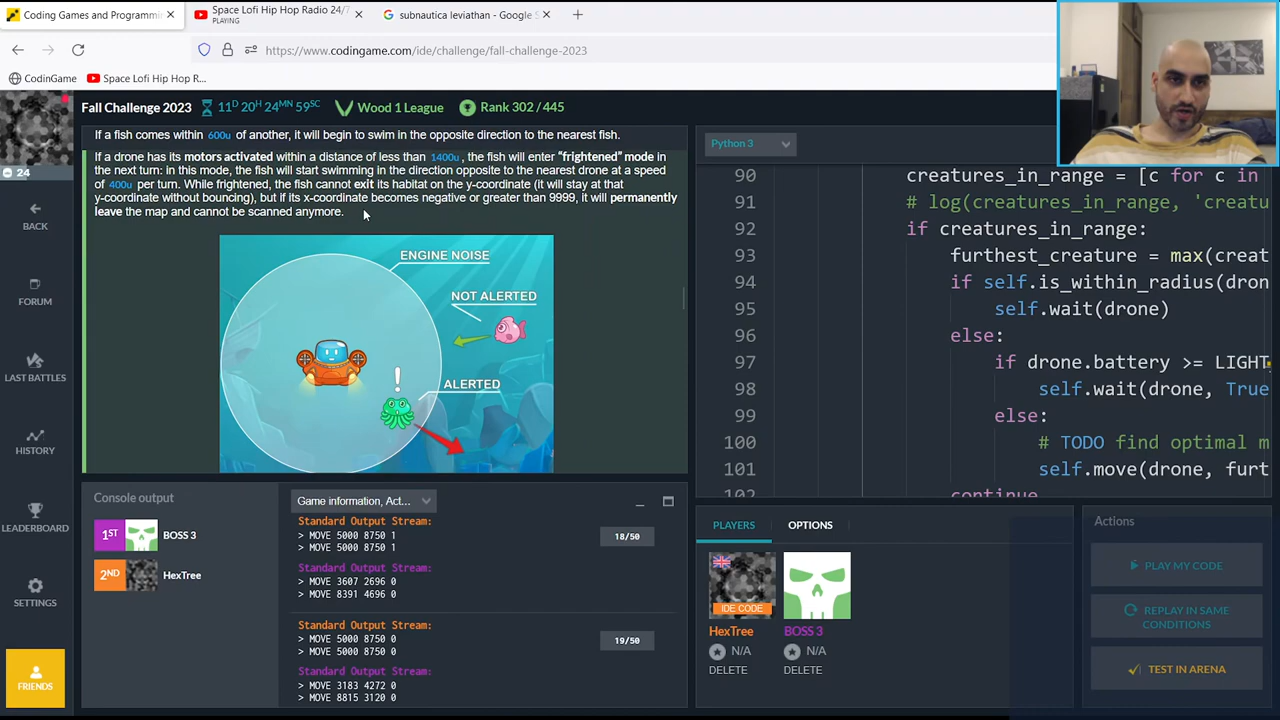 Coding Games and Programmi
Space Lofi Hip Hop Radio 24/7
PLAYING
subnautica leviathan - Google S
https://www.codingame.com/ide/challenge/fall-challenge-2023
CodinGame
Space Lofi Hip Hop R...
Fall Challenge 2023
11D 20H 24MN 59SC
Wood 1 League
Rank 302 / 445
24
BACK
FORUM
LAST BATTLES
HISTORY
LEADERBOARD
SETTINGS
FRIENDS
If a fish comes within 600u of another, it will begin to swim in the opposite direction to the nearest fish.
If a drone has its motors activated within a distance of less than 1400u, the fish will enter “frightened” mode in
the next turn: in this mode, the fish will start swimming in the direction opposite to the nearest drone at a speed
of 400u per turn. While frightened, the fish cannot exit its habitat on the y-coordinate (it will stay at that
y-coordinate without bouncing), but if its x-coordinate becomes negative or greater than 9999, it will permanently
leave the map and cannot be scanned anymore.
ENGINE NOISE
NOT ALERTED
!
ALERTED
Console output
1ST BOSS 3
2ND HexTree
Game information, Act...
Standard Output Stream:
> MOVE 5000 8750 1
> MOVE 5000 8750 1
18/50
Standard Output Stream:
> MOVE 3607 2696 0
> MOVE 8391 4696 0
Standard Output Stream:
> MOVE 5000 8750 0
> MOVE 5000 8750 0
19/50
Standard Output Stream:
> MOVE 3183 4272 0
> MOVE 8815 3120 0
Python 3
90 creatures_in_range = [c for c in
91 # log(creatures_in_range, 'creatu
92 if creatures_in_range:
93 furthest_creature = max(creat
94 if self.is_within_radius(dron
95 self.wait(drone)
96 else:
97 if drone.battery >= LIGHT
98 self.wait(drone, True
99 else:
100 # TODO find optimal m
101 self.move(drone, furt
102 continue
PLAYERS
OPTIONS
IDE CODE
HexTree
N/A
DELETE
BOSS 3
N/A
DELETE
Actions
PLAY MY CODE
REPLAY IN SAME
CONDITIONS
TEST IN ARENA